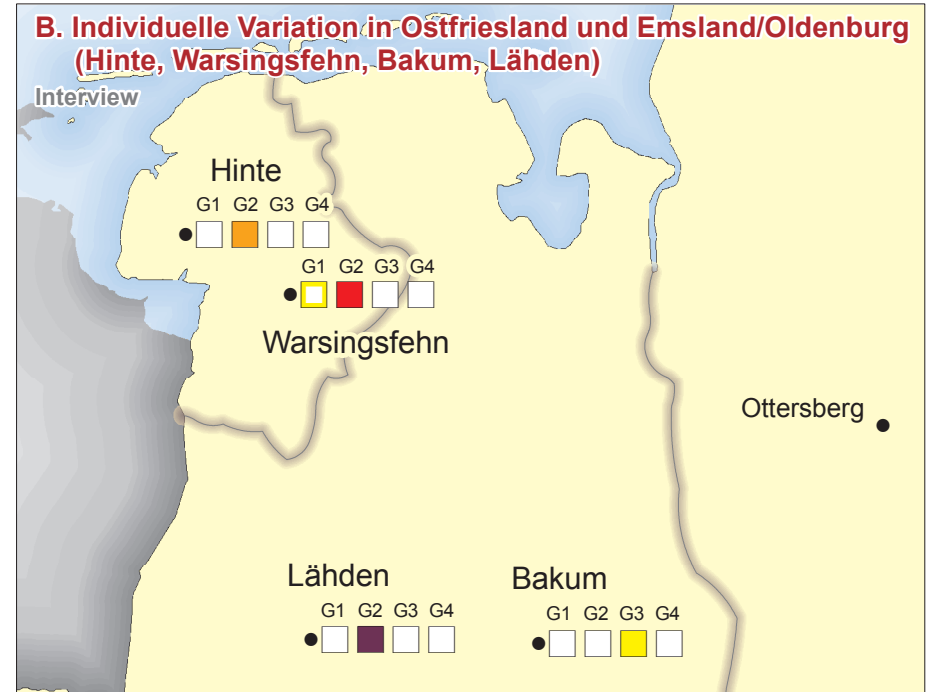 B. Individuelle Variation in Ostfriesland und Emsland/Oldenburg
(Hinte, Warsingsfehn, Bakum, Lähden)
Interview
Hinte
G1 G2 G3 G4
G1 G2 G3 G4
Warsingsfehn
Ottersberg
Lähden
G1 G2 G3 G4
Bakum
G1 G2 G3 G4